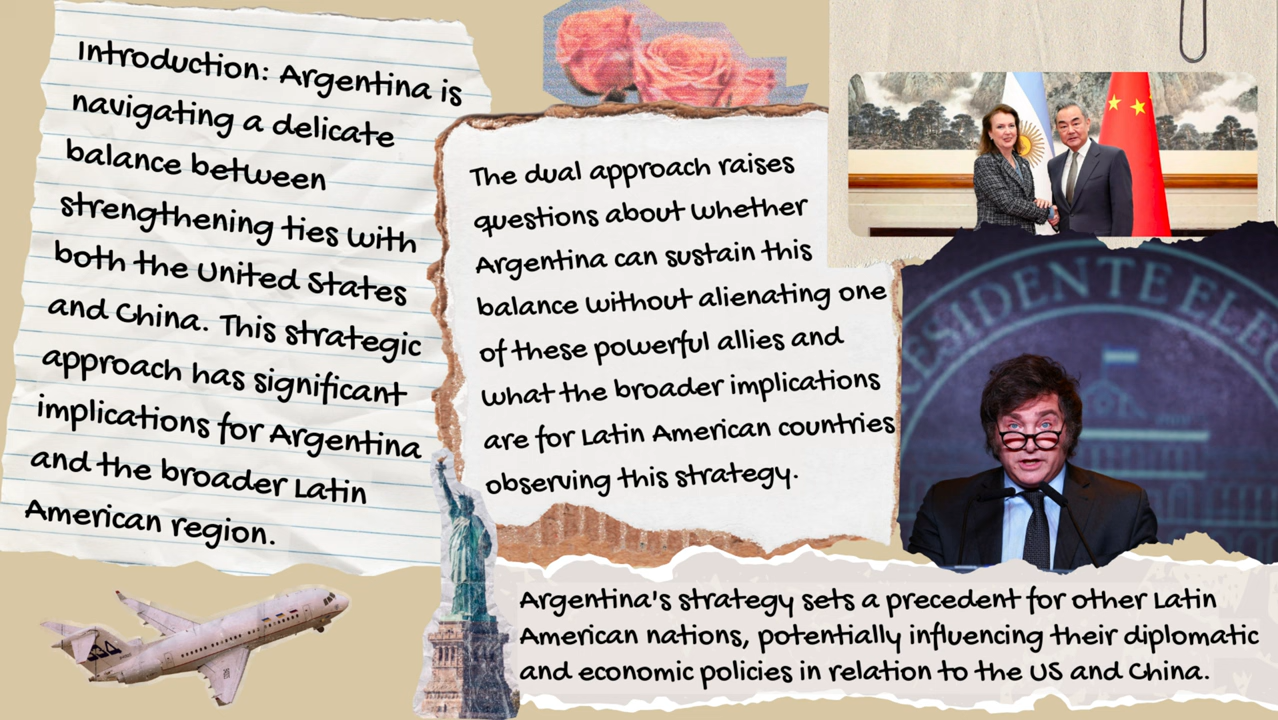 Introduction: Argentina is
navigating a delicate
balance between
strengthening ties with
both the United States
and China. This strategic
approach has significant
implications for Argentina
and the broader Latin
American region.
The dual approach raises
questions about whether
Argentina can sustain this
balance without alienating one
of these powerful allies and
what the broader implications
are for Latin American countries
observing this strategy.
RESIDENTE ELEC
Argentina's strategy sets a precedent for other Latin
American nations, potentially influencing their diplomatic
and economic policies in relation to the US and China.